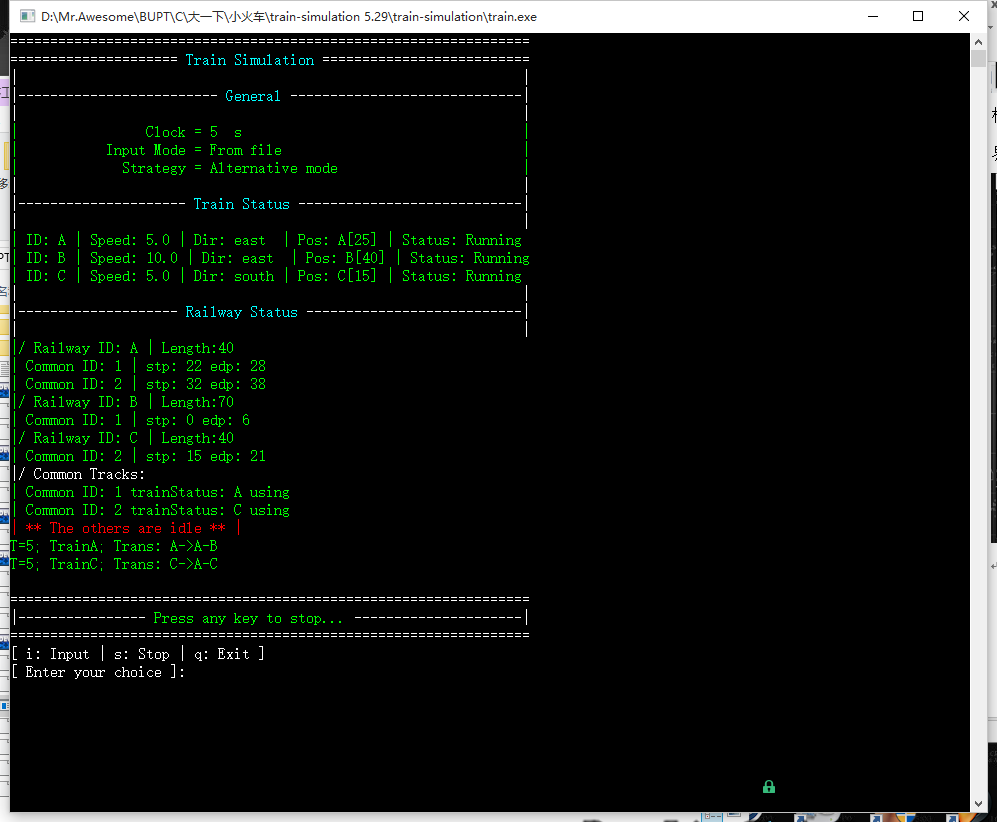 D:\Mr.Awesome\BUPT\C\大一下\小火车\train-simulation 5.29\train-simulation\train.exe
=================================================================
===================== Train Simulation ==========================
|------------------------- General -----------------------------|
Clock = 5 s
Input Mode = From file
Strategy = Alternative mode
|--------------------- Train Status ----------------------------|
| ID: A | Speed: 5.0 | Dir: east | Pos: A[25] | Status: Running
| ID: B | Speed: 10.0 | Dir: east | Pos: B[40] | Status: Running
| ID: C | Speed: 5.0 | Dir: south | Pos: C[15] | Status: Running
|-------------------- Railway Status ---------------------------|
|/ Railway ID: A | Length:40
| Common ID: 1 | stp: 22 edp: 28
| Common ID: 2 | stp: 32 edp: 38
|/ Railway ID: B | Length:70
| Common ID: 1 | stp: 0 edp: 6
|/ Railway ID: C | Length:40
| Common ID: 2 | stp: 15 edp: 21
|/ Common Tracks:
| Common ID: 1 trainStatus: A using
| Common ID: 2 trainStatus: C using
| ** The others are idle ** |
T=5; TrainA; Trans: A->A-B
T=5; TrainC; Trans: C->A-C
=================================================================
|---------------- Press any key to stop... ---------------------|
=================================================================
[ i: Input | s: Stop | q: Exit ]
[ Enter your choice ]: